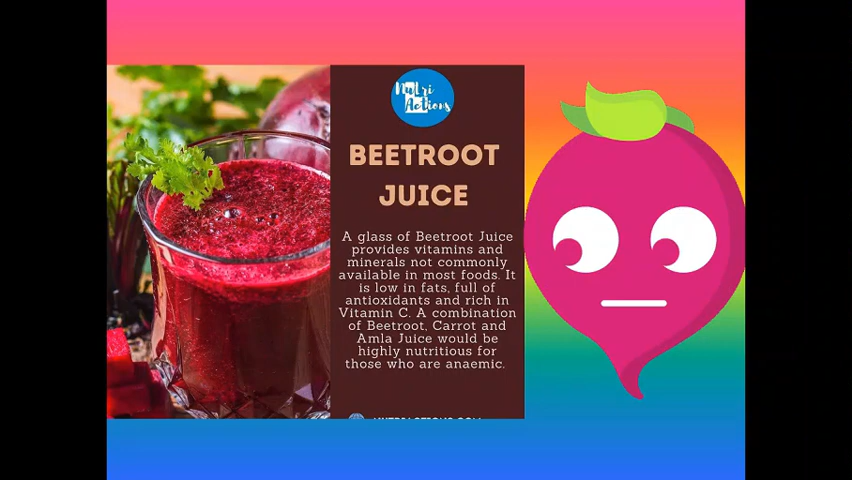 Nutri
Actions
BEETROOT
JUICE
A glass of Beetroot Juice
provides vitamins and
minerals not commonly
available in most foods. It
is low in fats, full of
antioxidants and rich in
Vitamin C. A combination
of Beetroot, Carrot and
Amla Juice would be
highly nutritious for
those who are anaemic.